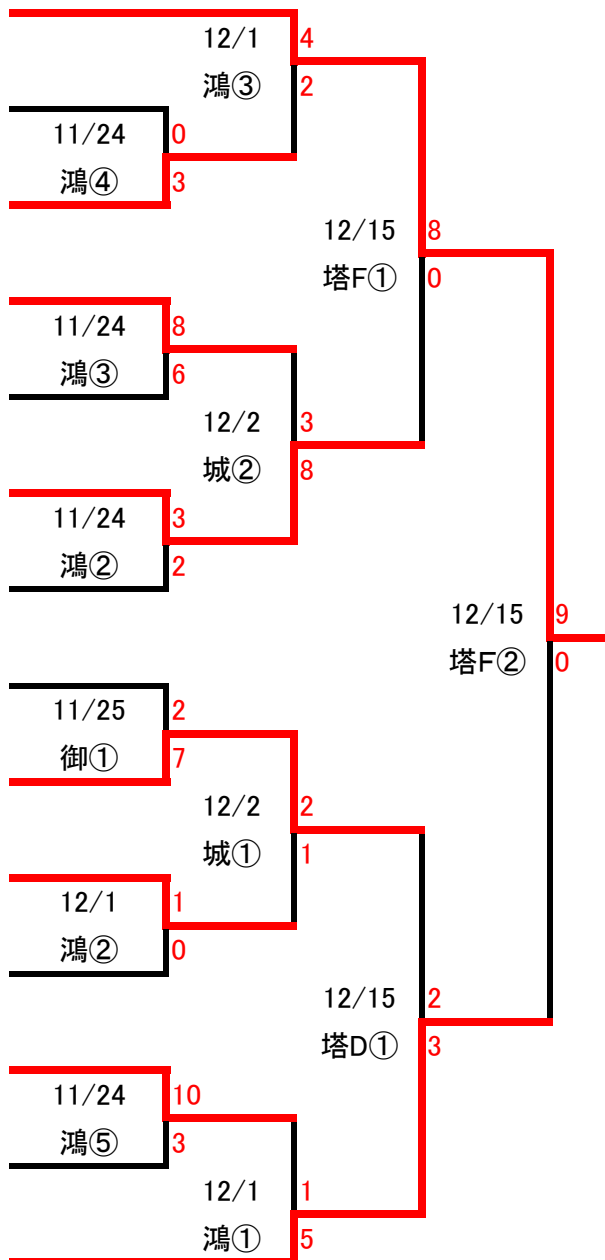 12/1 4
鴻③ 2
11/24 0
鴻④ 3
12/15 8
塔F① 0
11/24 8
鴻③ 6
12/2 3
城② 8
11/24 3
鴻② 2
12/15 9
塔F② 0
11/25 2
御① 7
12/2 2
城① 1
12/1 1
鴻② 0
12/15 2
塔D① 3
11/24 10
鴻⑤ 3
12/1 1
鴻① 5